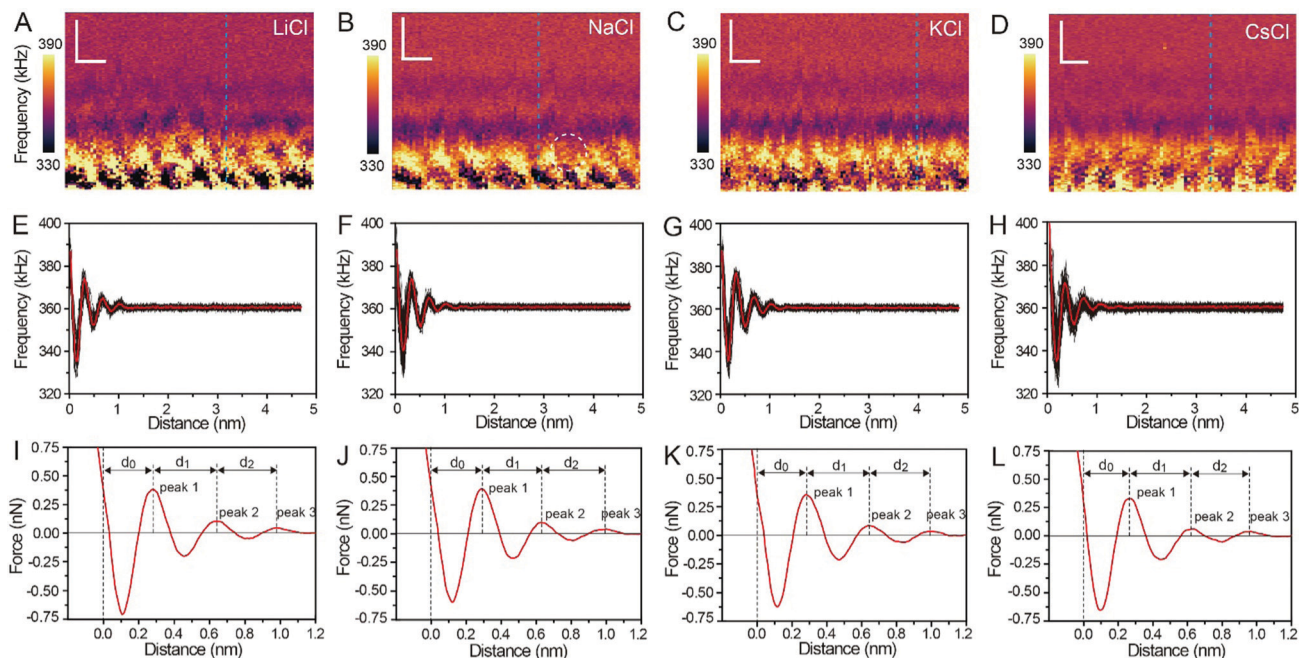 A
LiCl
Frequency (kHz)
390
330
B
NaCl
390
330
C
KCl
390
330
D
CsCl
390
330
E
Frequency (kHz)
400
380
360
340
320
0 1 2 3 4 5
Distance (nm)
F
Frequency (kHz)
400
380
360
340
320
0 1 2 3 4 5
Distance (nm)
G
Frequency (kHz)
400
380
360
340
320
0 1 2 3 4 5
Distance (nm)
H
Frequency (kHz)
400
380
360
340
320
0 1 2 3 4 5
Distance (nm)
I
Force (nN)
0.75
0.50
0.25
0.00
-0.25
-0.50
-0.75
d₀ d₁ d₂
peak 1
peak 2 peak 3
0.0 0.2 0.4 0.6 0.8 1.0 1.2
Distance (nm)
J
Force (nN)
0.75
0.50
0.25
0.00
-0.25
-0.50
-0.75
d₀ d₁ d₂
peak 1
peak 2
peak 3
0.0 0.2 0.4 0.6 0.8 1.0 1.2
Distance (nm)
K
Force (nN)
0.75
0.50
0.25
0.00
-0.25
-0.50
-0.75
d₀ d₁ d₂
peak 1
peak 2
peak 3
0.0 0.2 0.4 0.6 0.8 1.0 1.2
Distance (nm)
L
Force (nN)
0.75
0.50
0.25
0.00
-0.25
-0.50
-0.75
d₀ d₁ d₂
peak 1
peak 2 peak 3
0.0 0.2 0.4 0.6 0.8 1.0 1.2
Distance (nm)